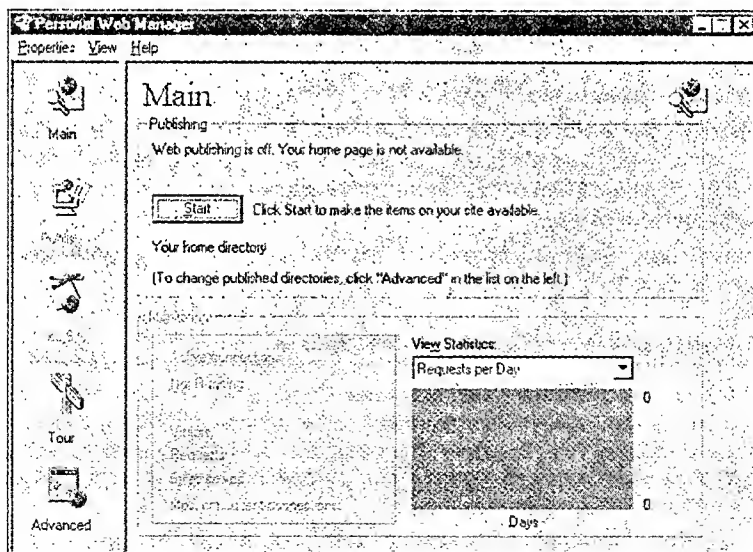 Personal Web Manager
Properties View Help
Main
Main
Publishing
Web publishing is off. Your home page is not available.
Start
Click Start to make the items on your site available.
Your home directory
(To change published directories, click "Advanced" in the list on the left.)
View Statistics:
Requests per Day
0
0
Days
Tour
Advanced